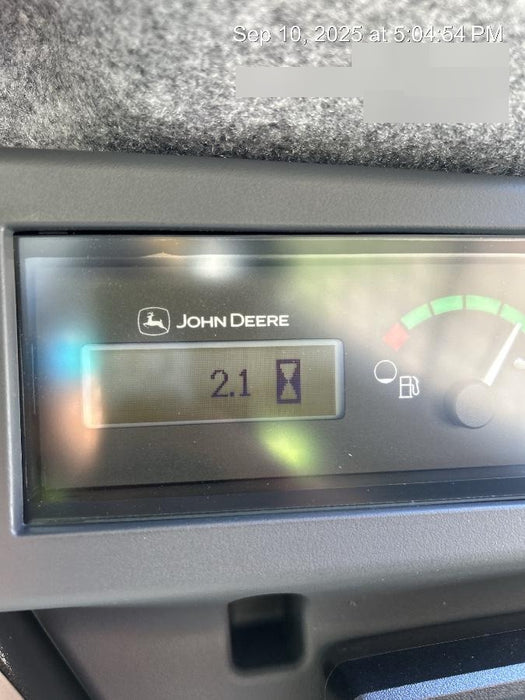 Sep 10, 2025 at 5:04:54 PM
JOHN DEERE
2.1